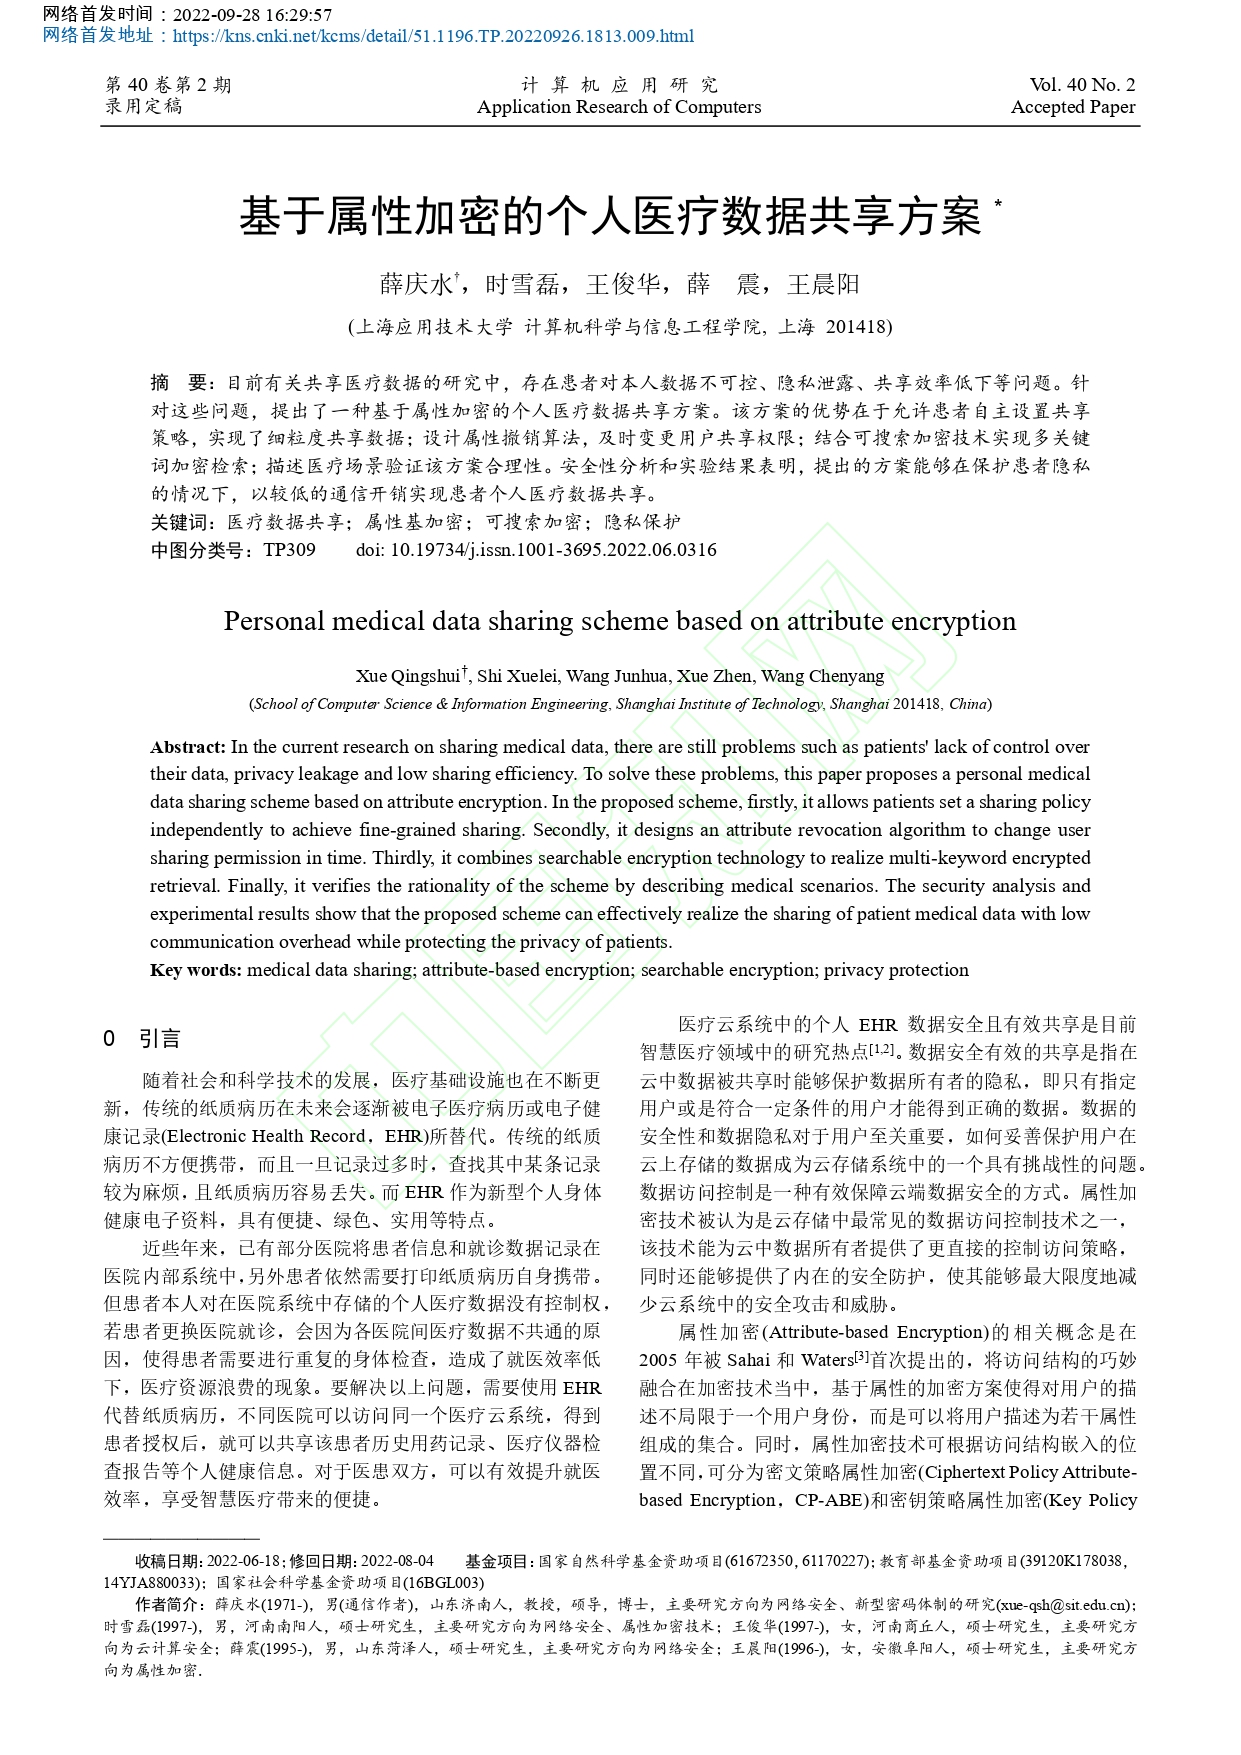 网络首发时间：2022-09-28 16:29:57
网络首发地址：https://kns.cnki.net/kcms/detail/51.1196.TP.20220926.1813.009.html
第 40 卷第 2 期
录用定稿
计 算 机 应 用 研 究
Application Research of Computers
Vol. 40 No. 2
Accepted Paper
基于属性加密的个人医疗数据共享方案 *
薛庆水†，时雪磊，王俊华，薛　震，王晨阳
(上海应用技术大学 计算机科学与信息工程学院, 上海 201418)
摘　要：目前有关共享医疗数据的研究中，存在患者对本人数据不可控、隐私泄露、共享效率低下等问题。针
对这些问题，提出了一种基于属性加密的个人医疗数据共享方案。该方案的优势在于允许患者自主设置共享
策略，实现了细粒度共享数据；设计属性撤销算法，及时变更用户共享权限；结合可搜索加密技术实现多关键
词加密检索；描述医疗场景验证该方案合理性。安全性分析和实验结果表明，提出的方案能够在保护患者隐私
的情况下，以较低的通信开销实现患者个人医疗数据共享。
关键词：医疗数据共享；属性基加密；可搜索加密；隐私保护
中图分类号：TP309　　doi: 10.19734/j.issn.1001-3695.2022.06.0316
Personal medical data sharing scheme based on attribute encryption
Xue Qingshui†, Shi Xuelei, Wang Junhua, Xue Zhen, Wang Chenyang
(School of Computer Science & Information Engineering, Shanghai Institute of Technology, Shanghai 201418, China)
Abstract: In the current research on sharing medical data, there are still problems such as patients' lack of control over
their data, privacy leakage and low sharing efficiency. To solve these problems, this paper proposes a personal medical
data sharing scheme based on attribute encryption. In the proposed scheme, firstly, it allows patients set a sharing policy
independently to achieve fine-grained sharing. Secondly, it designs an attribute revocation algorithm to change user
sharing permission in time. Thirdly, it combines searchable encryption technology to realize multi-keyword encrypted
retrieval. Finally, it verifies the rationality of the scheme by describing medical scenarios. The security analysis and
experimental results show that the proposed scheme can effectively realize the sharing of patient medical data with low
communication overhead while protecting the privacy of patients.
Key words: medical data sharing; attribute-based encryption; searchable encryption; privacy protection
0　引言
随着社会和科学技术的发展，医疗基础设施也在不断更
新，传统的纸质病历在未来会逐渐被电子医疗病历或电子健
康记录(Electronic Health Record，EHR)所替代。传统的纸质
病历不方便携带，而且一旦记录过多时，查找其中某条记录
较为麻烦，且纸质病历容易丢失。而 EHR 作为新型个人身体
健康电子资料，具有便捷、绿色、实用等特点。
近些年来，已有部分医院将患者信息和就诊数据记录在
医院内部系统中，另外患者依然需要打印纸质病历自身携带。
但患者本人对在医院系统中存储的个人医疗数据没有控制权，
若患者更换医院就诊，会因为各医院间医疗数据不共通的原
因，使得患者需要进行重复的身体检查，造成了就医效率低
下，医疗资源浪费的现象。要解决以上问题，需要使用 EHR
代替纸质病历，不同医院可以访问同一个医疗云系统，得到
患者授权后，就可以共享该患者历史用药记录、医疗仪器检
查报告等个人健康信息。对于医患双方，可以有效提升就医
效率，享受智慧医疗带来的便捷。
医疗云系统中的个人 EHR 数据安全且有效共享是目前
智慧医疗领域中的研究热点[1,2]。数据安全有效的共享是指在
云中数据被共享时能够保护数据所有者的隐私，即只有指定
用户或是符合一定条件的用户才能得到正确的数据。数据的
安全性和数据隐私对于用户至关重要，如何妥善保护用户在
云上存储的数据成为云存储系统中的一个具有挑战性的问题。
数据访问控制是一种有效保障云端数据安全的方式。属性加
密技术被认为是云存储中最常见的数据访问控制技术之一，
该技术能为云中数据所有者提供了更直接的控制访问策略，
同时还能够提供了内在的安全防护，使其能够最大限度地减
少云系统中的安全攻击和威胁。
属性加密(Attribute-based Encryption)的相关概念是在
2005 年被 Sahai 和 Waters[3]首次提出的，将访问结构的巧妙
融合在加密技术当中，基于属性的加密方案使得对用户的描
述不局限于一个用户身份，而是可以将用户描述为若干属性
组成的集合。同时，属性加密技术可根据访问结构嵌入的位
置不同，可分为密文策略属性加密(Ciphertext Policy Attribute-
based Encryption，CP-ABE)和密钥策略属性加密(Key Policy
收稿日期：2022-06-18；修回日期：2022-08-04　　基金项目：国家自然科学基金资助项目(61672350, 61170227)；教育部基金资助项目(39120K178038,
14YJA880033)；国家社会科学基金资助项目(16BGL003)
作者简介：薛庆水(1971-)，男(通信作者)，山东济南人，教授，硕导，博士，主要研究方向为网络安全、新型密码体制的研究(xue-qsh@sit.edu.cn)；
时雪磊(1997-)，男，河南南阳人，硕士研究生，主要研究方向为网络安全、属性加密技术；王俊华(1997-)，女，河南商丘人，硕士研究生，主要研究方
向为云计算安全；薛震(1995-)，男，山东菏泽人，硕士研究生，主要研究方向为网络安全；王晨阳(1996-)，女，安徽阜阳人，硕士研究生，主要研究方
向为属性加密.
中国知网